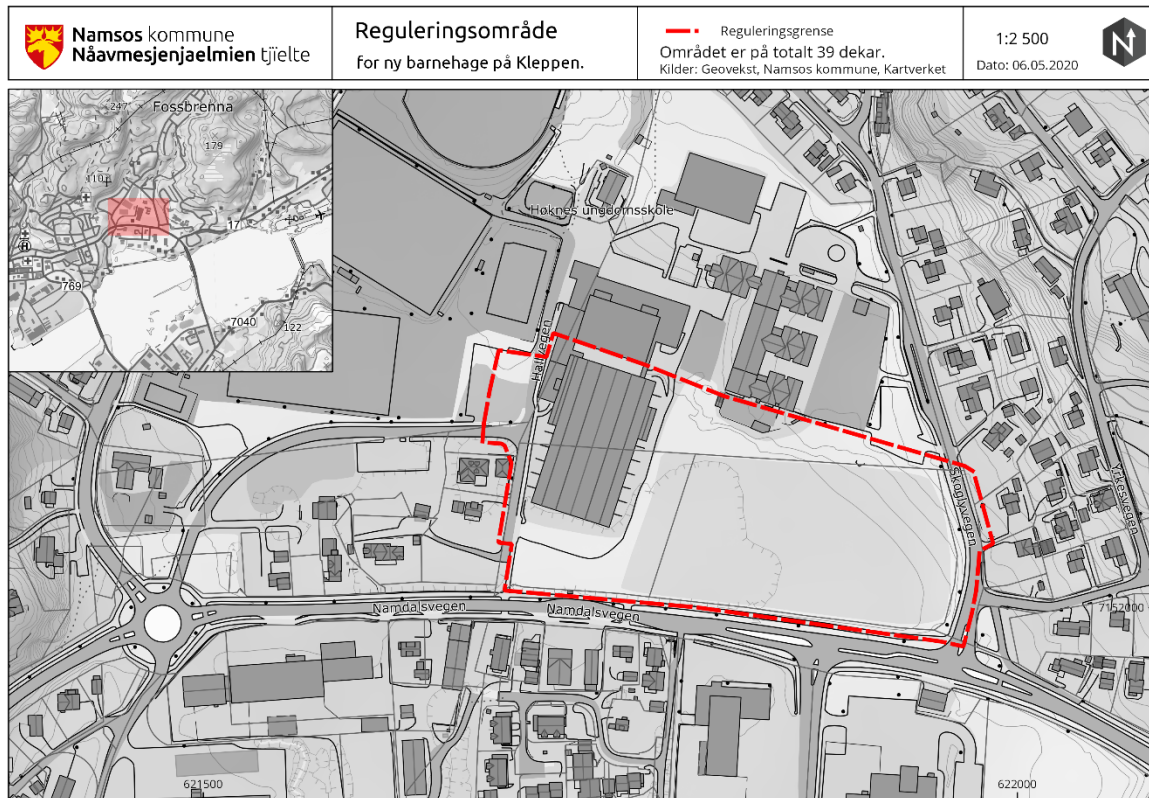 Namsos kommune
Nåavmesjenjaelmien tjïelte
Reguleringsområde
for ny barnehage på Kleppen.
Reguleringsgrense
Området er på totalt 39 dekar.
Kilder: Geovekst, Namsos kommune, Kartverket
1:2 500
Dato: 06.05.2020
N
247
Fossbrenna
179
110
17
H
769
7040
122
Høknes ungdomsskole
Hallvegen
Skoglyvegen
Yrkesvegen
Namdalsvegen
Namdalsvegen
7152000
621500
622000